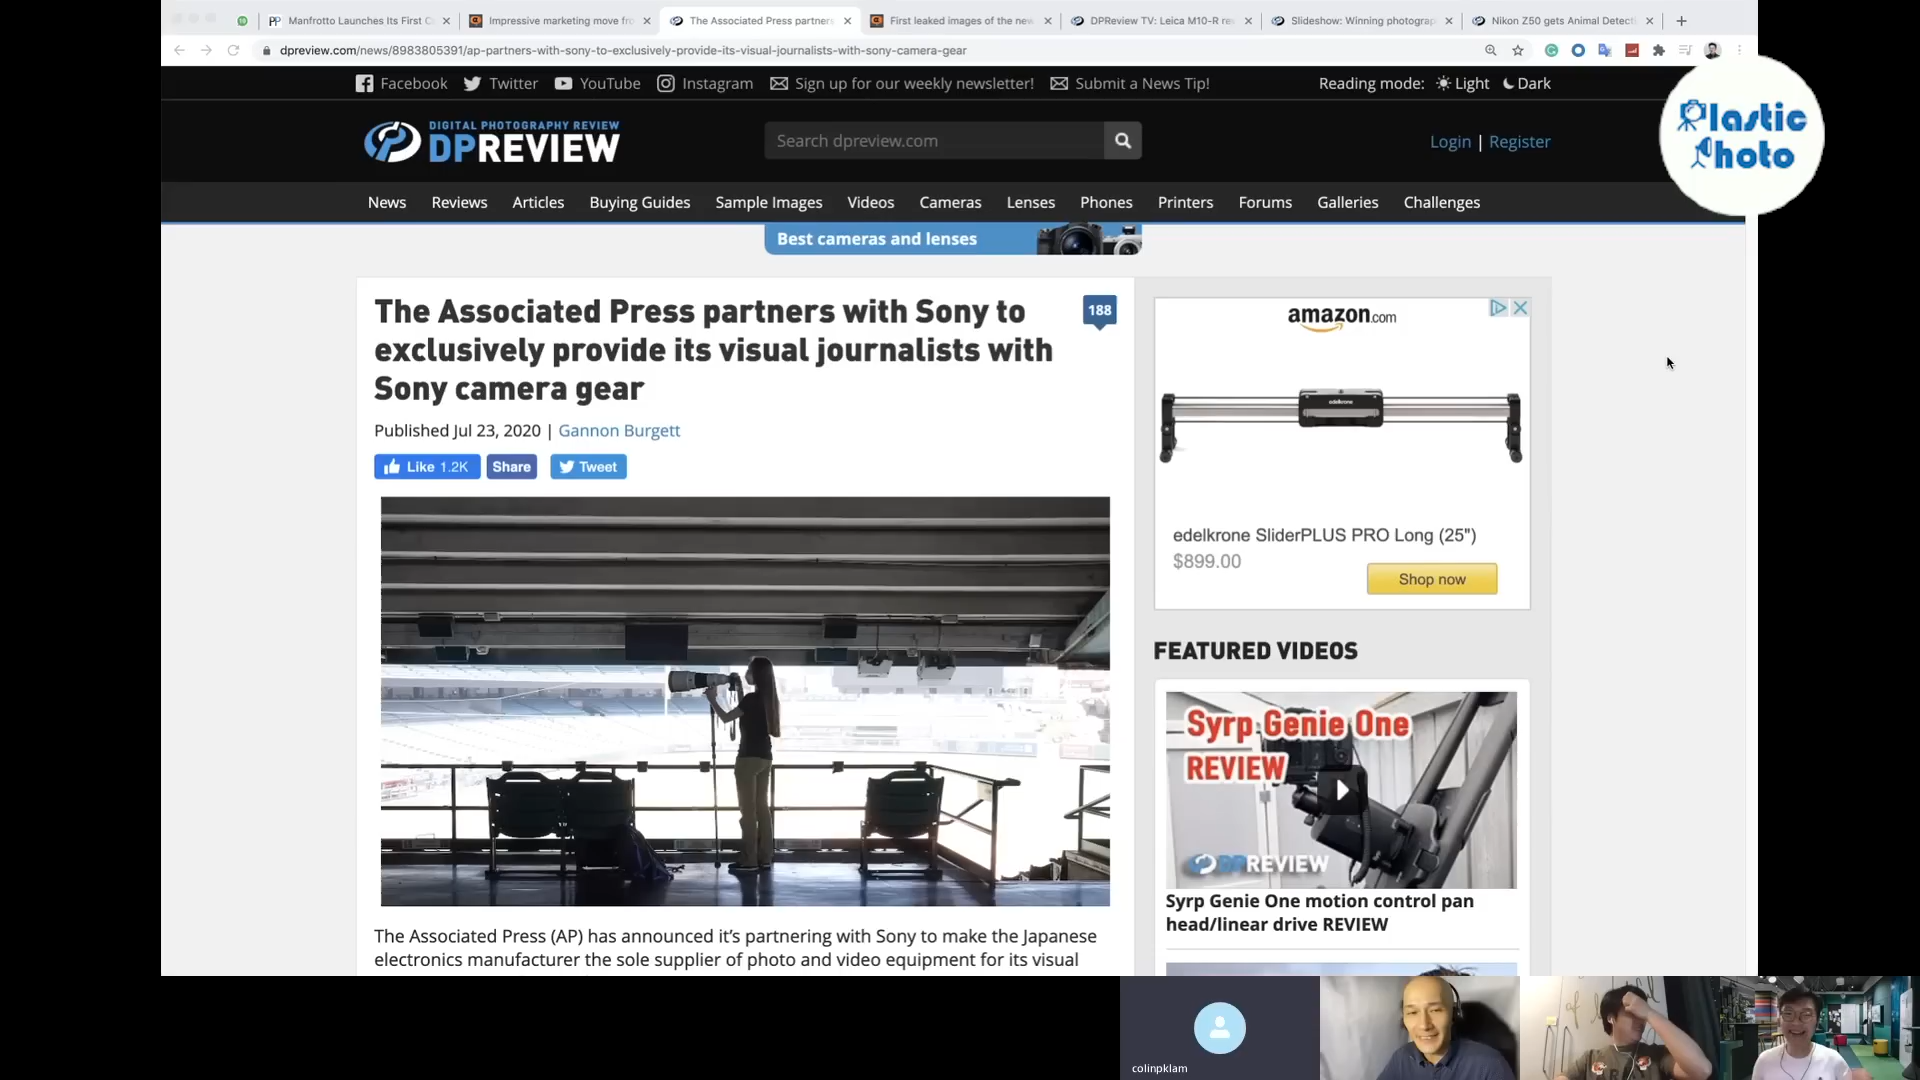 Manfrotto Launches Its First C
Impressive marketing move fro
The Associated Press partners
First leaked images of the new
DPReview TV: Leica M10-R re
Slideshow: Winning photograp
Nikon Z50 gets Animal Detecti
dpreview.com/news/8983805391/ap-partners-with-sony-to-exclusively-provide-its-visual-journalists-with-sony-camera-gear
Facebook Twitter YouTube Instagram Sign up for our weekly newsletter! Submit a News Tip! Reading mode: Light Dark
Plastic Photo
DIGITAL PHOTOGRAPHY REVIEW
DPREVIEW
Search dpreview.com
Login | Register
News Reviews Articles Buying Guides Sample Images Videos Cameras Lenses Phones Printers Forums Galleries Challenges
Best cameras and lenses
The Associated Press partners with Sony to
exclusively provide its visual journalists with
Sony camera gear
188
Published Jul 23, 2020 | Gannon Burgett
Like 1.2K Share Tweet
The Associated Press (AP) has announced it's partnering with Sony to make the Japanese
electronics manufacturer the sole supplier of photo and video equipment for its visual
amazon.com
edelkrone
edelkrone SliderPLUS PRO Long (25")
$899.00
Shop now
FEATURED VIDEOS
Syrp Genie One
REVIEW
DPREVIEW
Syrp Genie One motion control pan
head/linear drive REVIEW
colinpklam